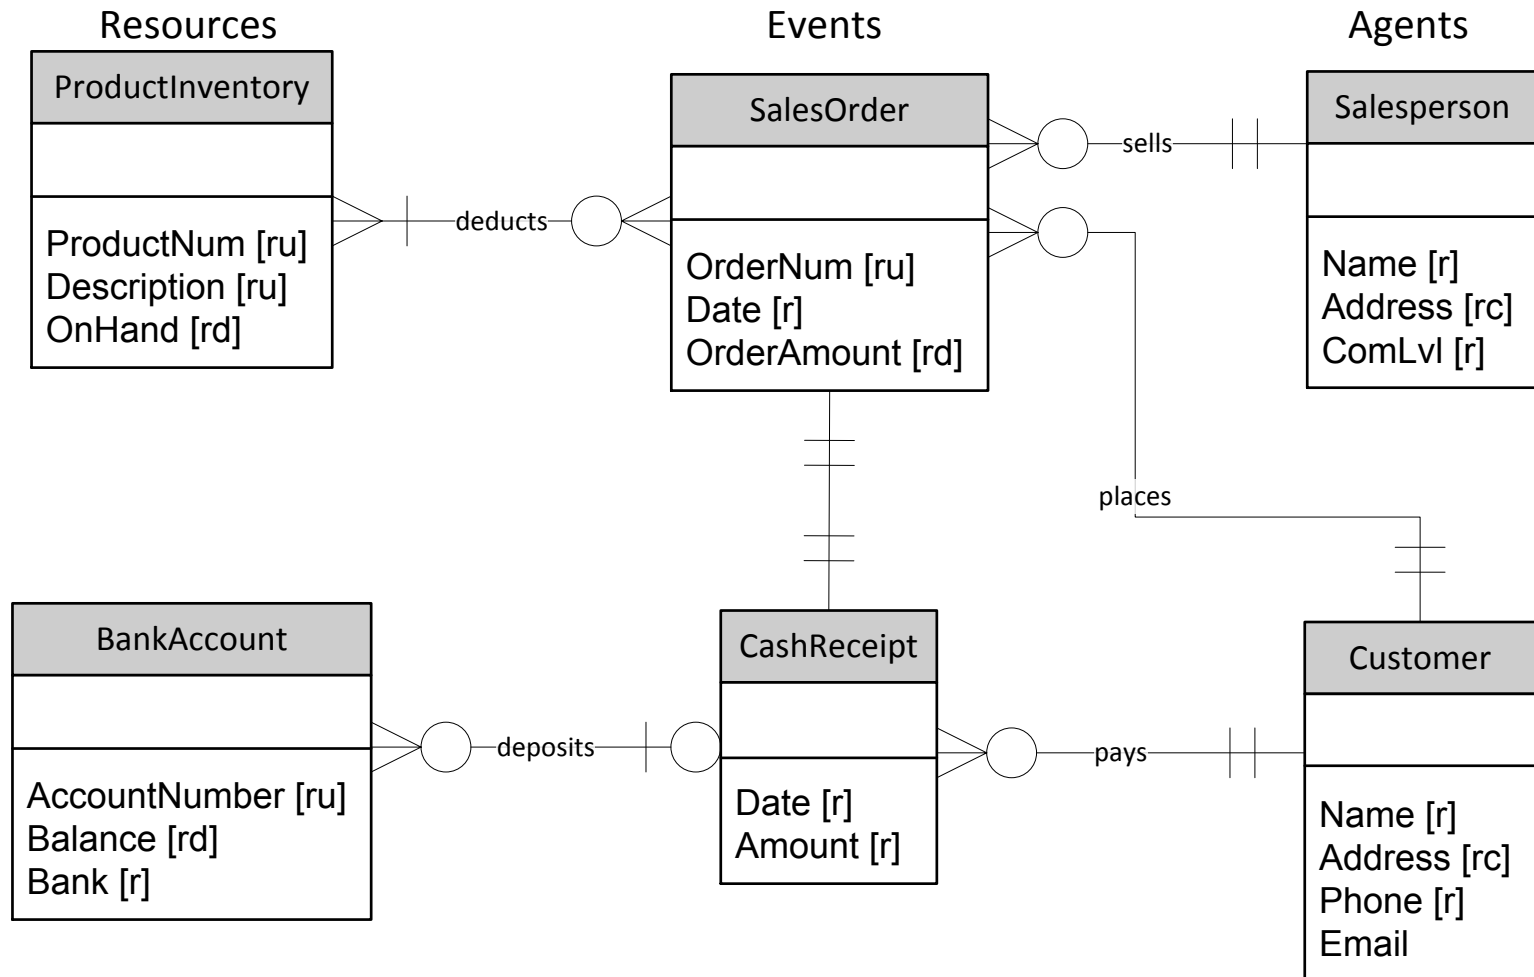 Resources
Events
Agents
ProductInventory
ProductNum [ru]
Description [ru]
OnHand [rd]
deducts
SalesOrder
OrderNum [ru]
Date [r]
OrderAmount [rd]
sells
Salesperson
Name [r]
Address [rc]
ComLvl [r]
places
BankAccount
AccountNumber [ru]
Balance [rd]
Bank [r]
deposits
CashReceipt
Date [r]
Amount [r]
pays
Customer
Name [r]
Address [rc]
Phone [r]
Email